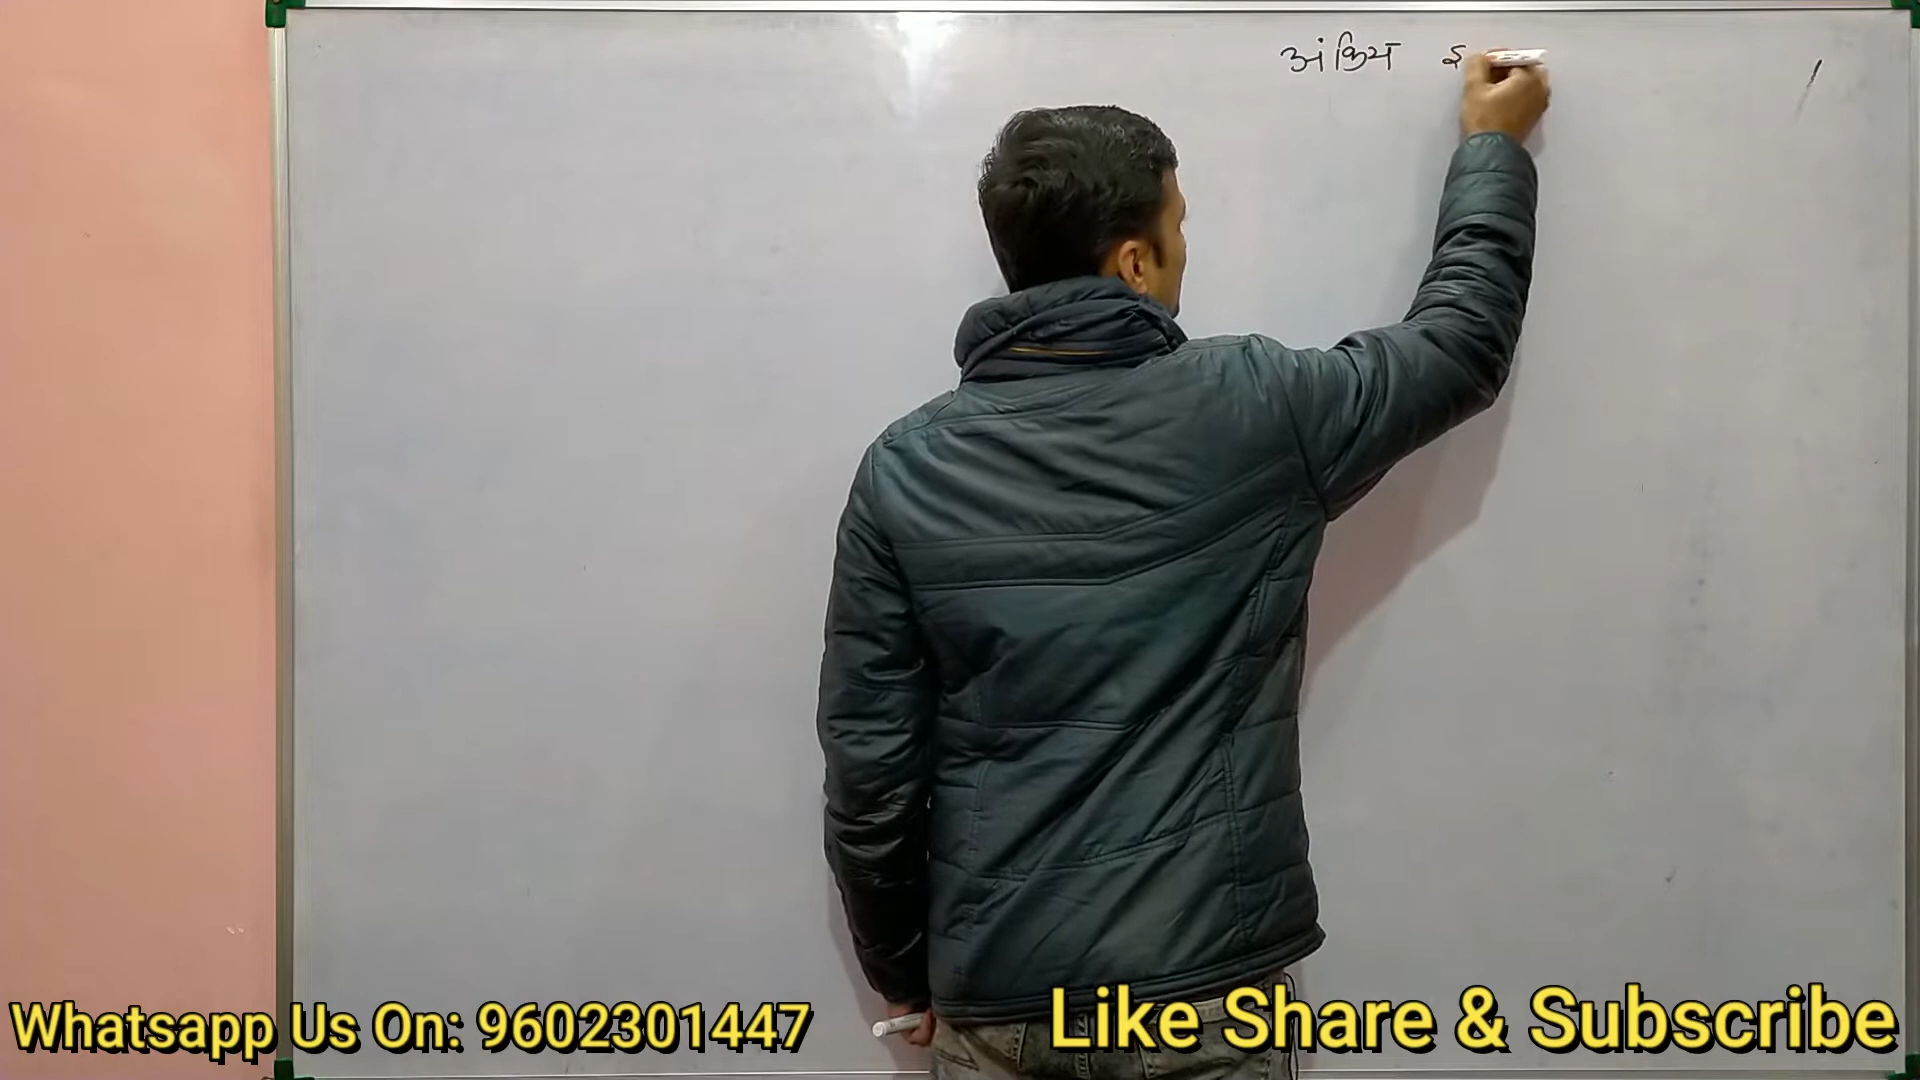 अंकिय इ
Whatsapp Us On: 9602301447
Like Share & Subscribe